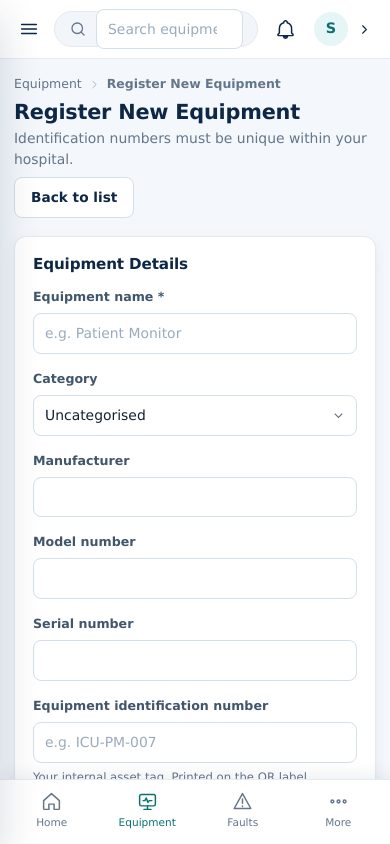 Search equipme
S
Equipment > Register New Equipment
Register New Equipment
Identification numbers must be unique within your
hospital.
Back to list
Equipment Details
Equipment name *
e.g. Patient Monitor
Category
Uncategorised
Manufacturer
Model number
Serial number
Equipment identification number
e.g. ICU-PM-007
Your internal asset tag. Printed on the QR label
Home
Equipment
Faults
More